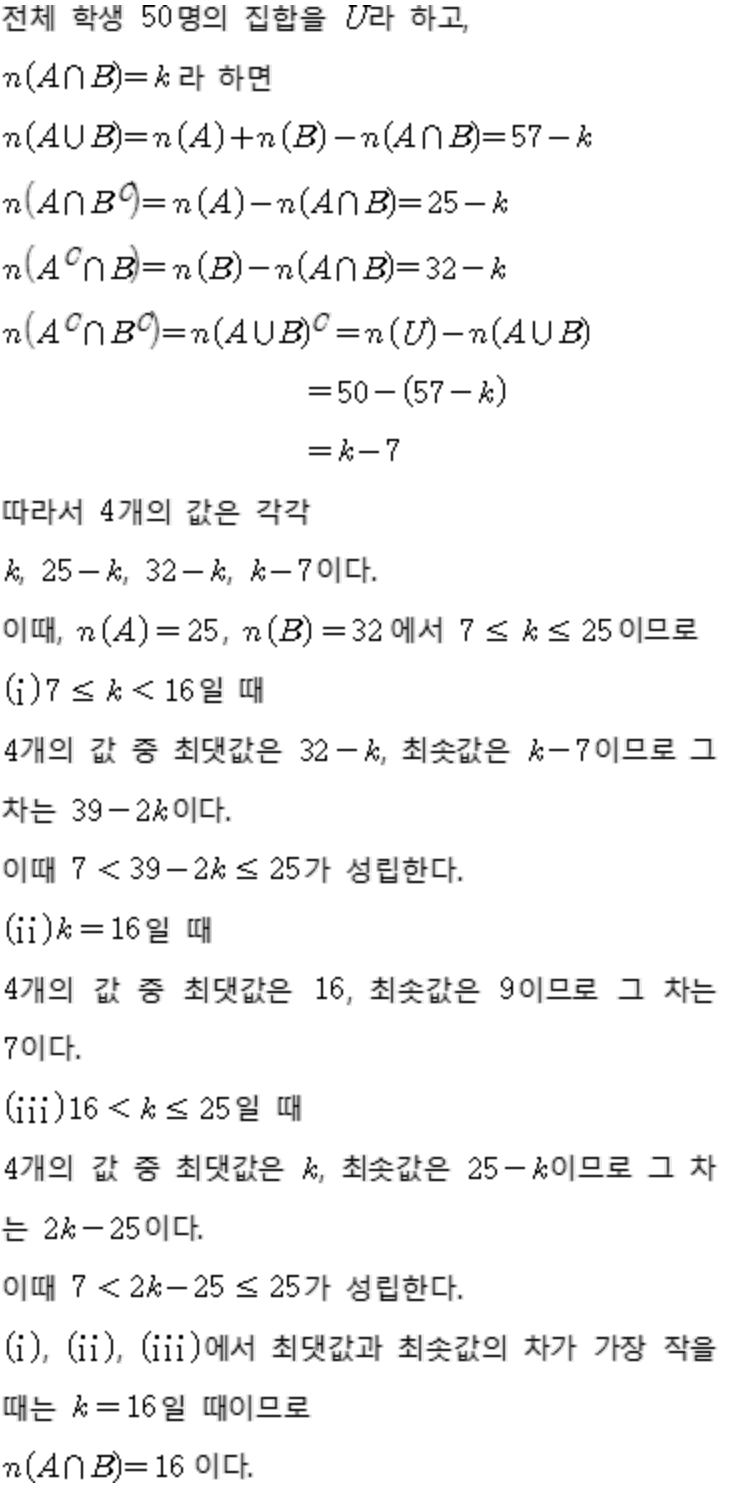 전체 학생 50명의 집합을 U라 하고,
n(A∩B)=k라 하면
n(A∪B)=n(A)+n(B)-n(A∩B)=57-k
n(A∩B^C)=n(A)-n(A∩B)=25-k
n(A^C∩B)=n(B)-n(A∩B)=32-k
n(A^C∩B^C)=n(A∪B)^C=n(U)-n(A∪B)
=50-(57-k)
=k-7
따라서 4개의 값은 각각
k, 25-k, 32-k, k-7이다.
이때, n(A)=25, n(B)=32에서 7≤k≤25이므로
(i)7≤k<16일 때
4개의 값 중 최댓값은 32-k, 최솟값은 k-7이므로 그
차는 39-2k이다.
이때 7<39-2k≤25가 성립한다.
(ii)k=16일 때
4개의 값 중 최댓값은 16, 최솟값은 9이므로 그 차는
7이다.
(iii)16<k≤25일 때
4개의 값 중 최댓값은 k, 최솟값은 25-k이므로 그 차
는 2k-25이다.
이때 7<2k-25≤25가 성립한다.
(i), (ii), (iii)에서 최댓값과 최솟값의 차가 가장 작을
때는 k=16일 때이므로
n(A∩B)=16 이다.